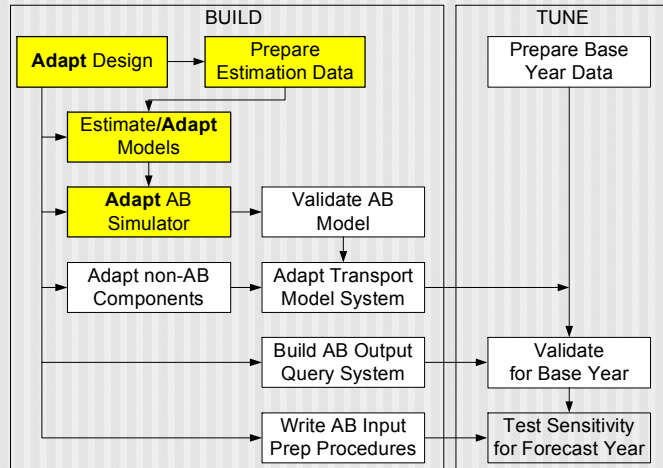 BUILD
TUNE
Adapt Design
Prepare
Estimation Data
Prepare Base
Year Data
Estimate/Adapt
Models
Adapt AB
Simulator
Validate AB
Model
Adapt non-AB
Components
Adapt Transport
Model System
Build AB Output
Query System
Validate
for Base Year
Write AB Input
Prep Procedures
Test Sensitivity
for Forecast Year